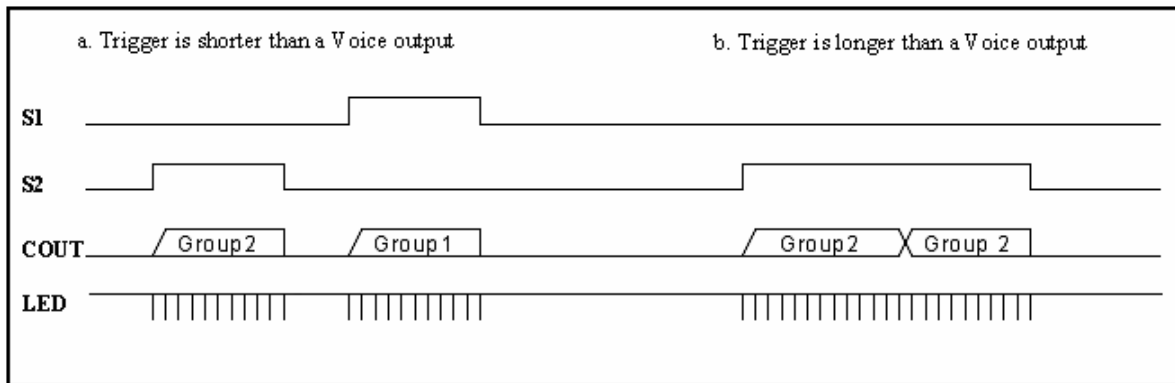 a. Trigger is shorter than a Voice output
b. Trigger is longer than a Voice output
S1
S2
COUT
Group2
Group1
Group2
Group 2
LED